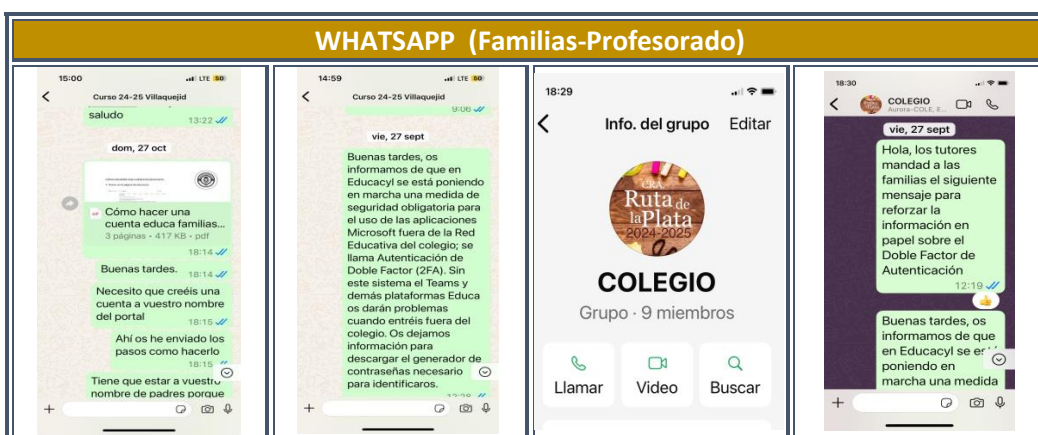 WHATSAPP (Familias-Profesorado)
15:00
LTE 50
Curso 24-25 Villaquejid
saludo
13:22
dom, 27 oct
Cómo hacer una
cuenta educa familias...
3 páginas • 417 KB • pdf
18:14
Buenas tardes.
18:14
Necesito que creéis una
cuenta a vuestro nombre
del portal
18:15
Ahí os he enviado los
pasos como hacerlo
18:15
Tiene que estar a vuestro
nombre de padres porque
14:59
LTE 50
Curso 24-25 Villaquejid
9:06
vie, 27 sept
Buenas tardes, os
informamos de que en
Educacyl se está poniendo
en marcha una medida de
seguridad obligatoria para
el uso de las aplicaciones
Microsoft fuera de la Red
Educativa del colegio; se
llama Autenticación de
Doble Factor (2FA). Sin
este sistema el Teams y
demás plataformas Educa
os darán problemas
cuando entréis fuera del
colegio. Os dejamos
información para
descargar el generador de
contraseñas necesario
para identificaros.
18:29
Info. del grupo
Editar
CRA.
Ruta de
la Plata
2024-2025
COLEGIO
Grupo · 9 miembros
Llamar
Video
Buscar
18:30
COLEGIO
Aurora-COLE, E...
vie, 27 sept
Hola, los tutores
mandad a las
familias el siguiente
mensaje para
reforzar la
información en
papel sobre el
Doble Factor de
Autenticación
12:19
Buenas tardes, os
informamos de que
en Educacyl se está
poniendo en
marcha una medida